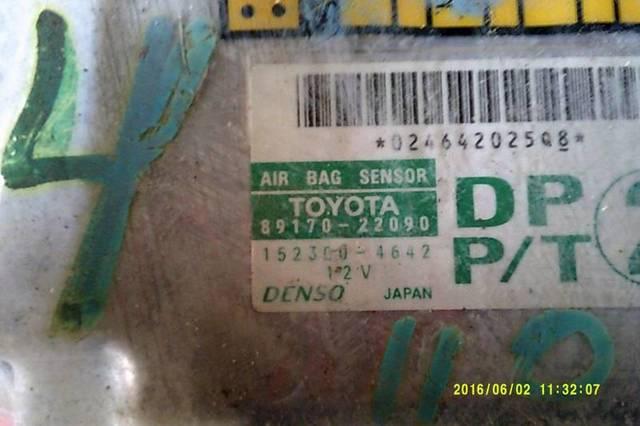 4
*024642025Q8*
AIR BAG SENSOR
TOYOTA
89170-22090
152300-4642
12V
DENSO JAPAN
DP
P/T
2016/06/02 11:32:07